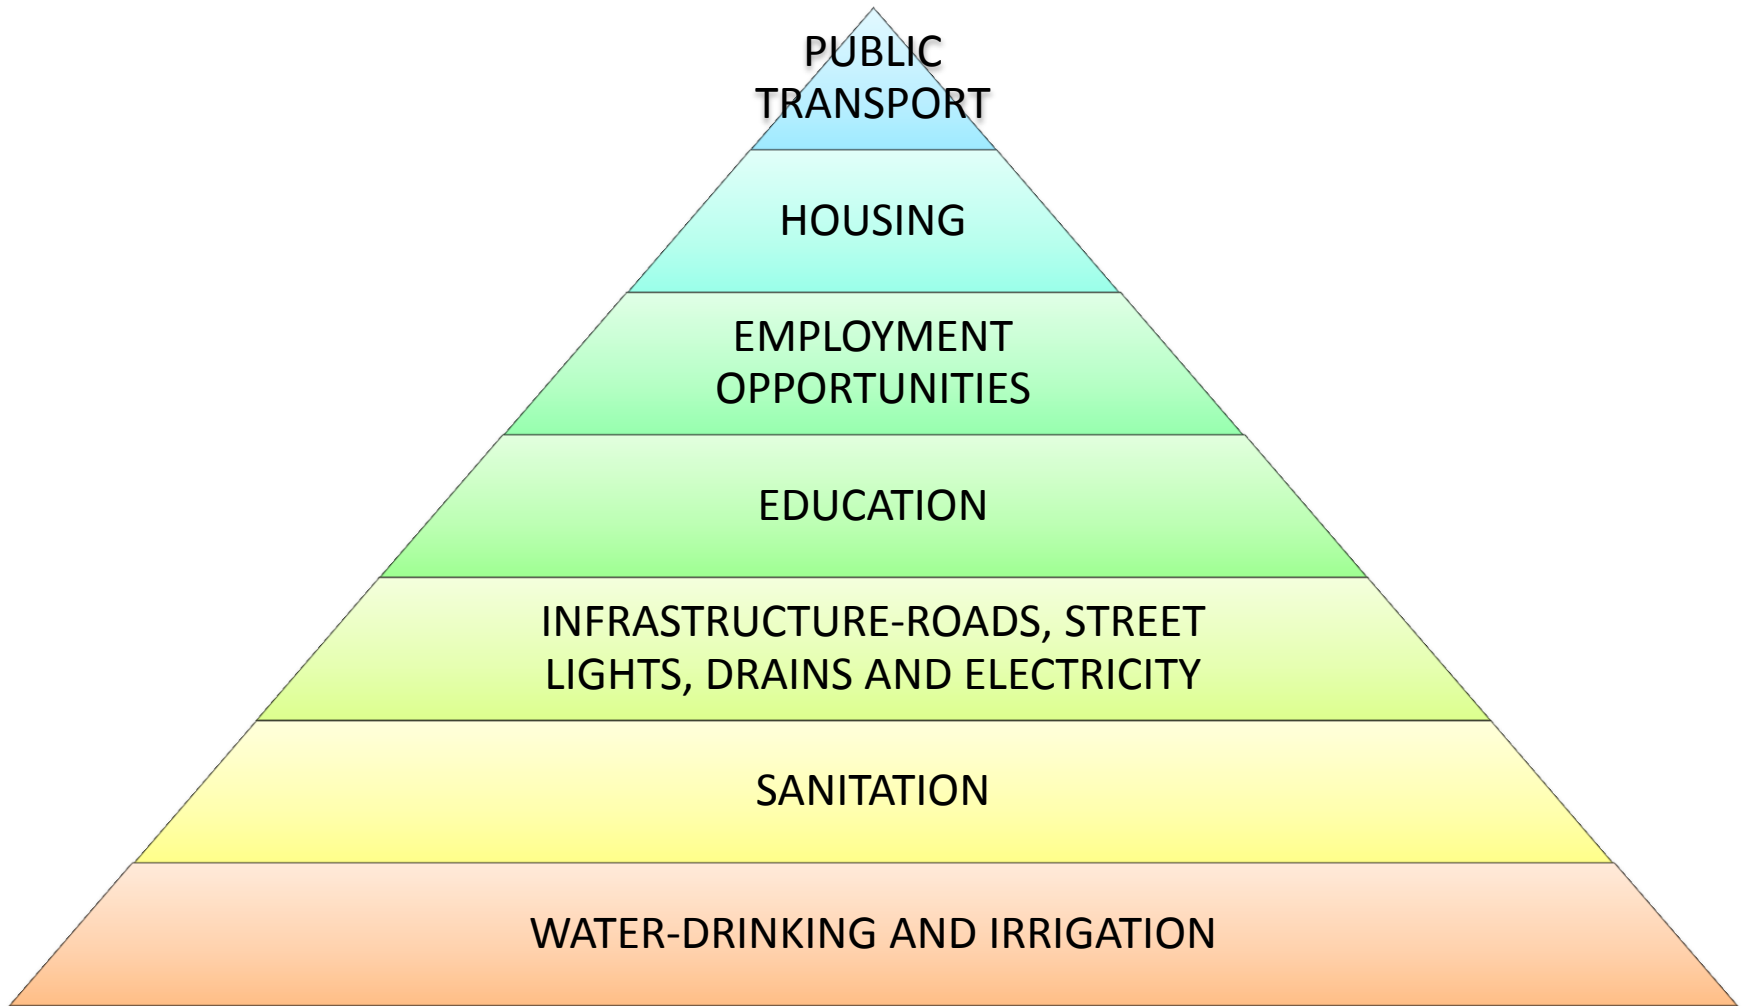 PUBLIC
TRANSPORT
HOUSING
EMPLOYMENT
OPPORTUNITIES
EDUCATION
INFRASTRUCTURE-ROADS, STREET
LIGHTS, DRAINS AND ELECTRICITY
SANITATION
WATER-DRINKING AND IRRIGATION